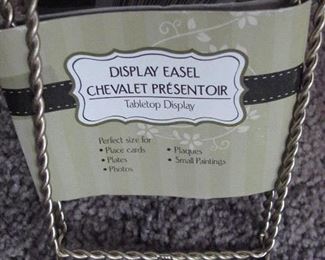 DISPLAY EASEL
CHEVALET PRÉSENTOIR
Tabletop Display
Perfect size for
• Place cards
• Plates
• Photos
• Plaques
• Small Paintings